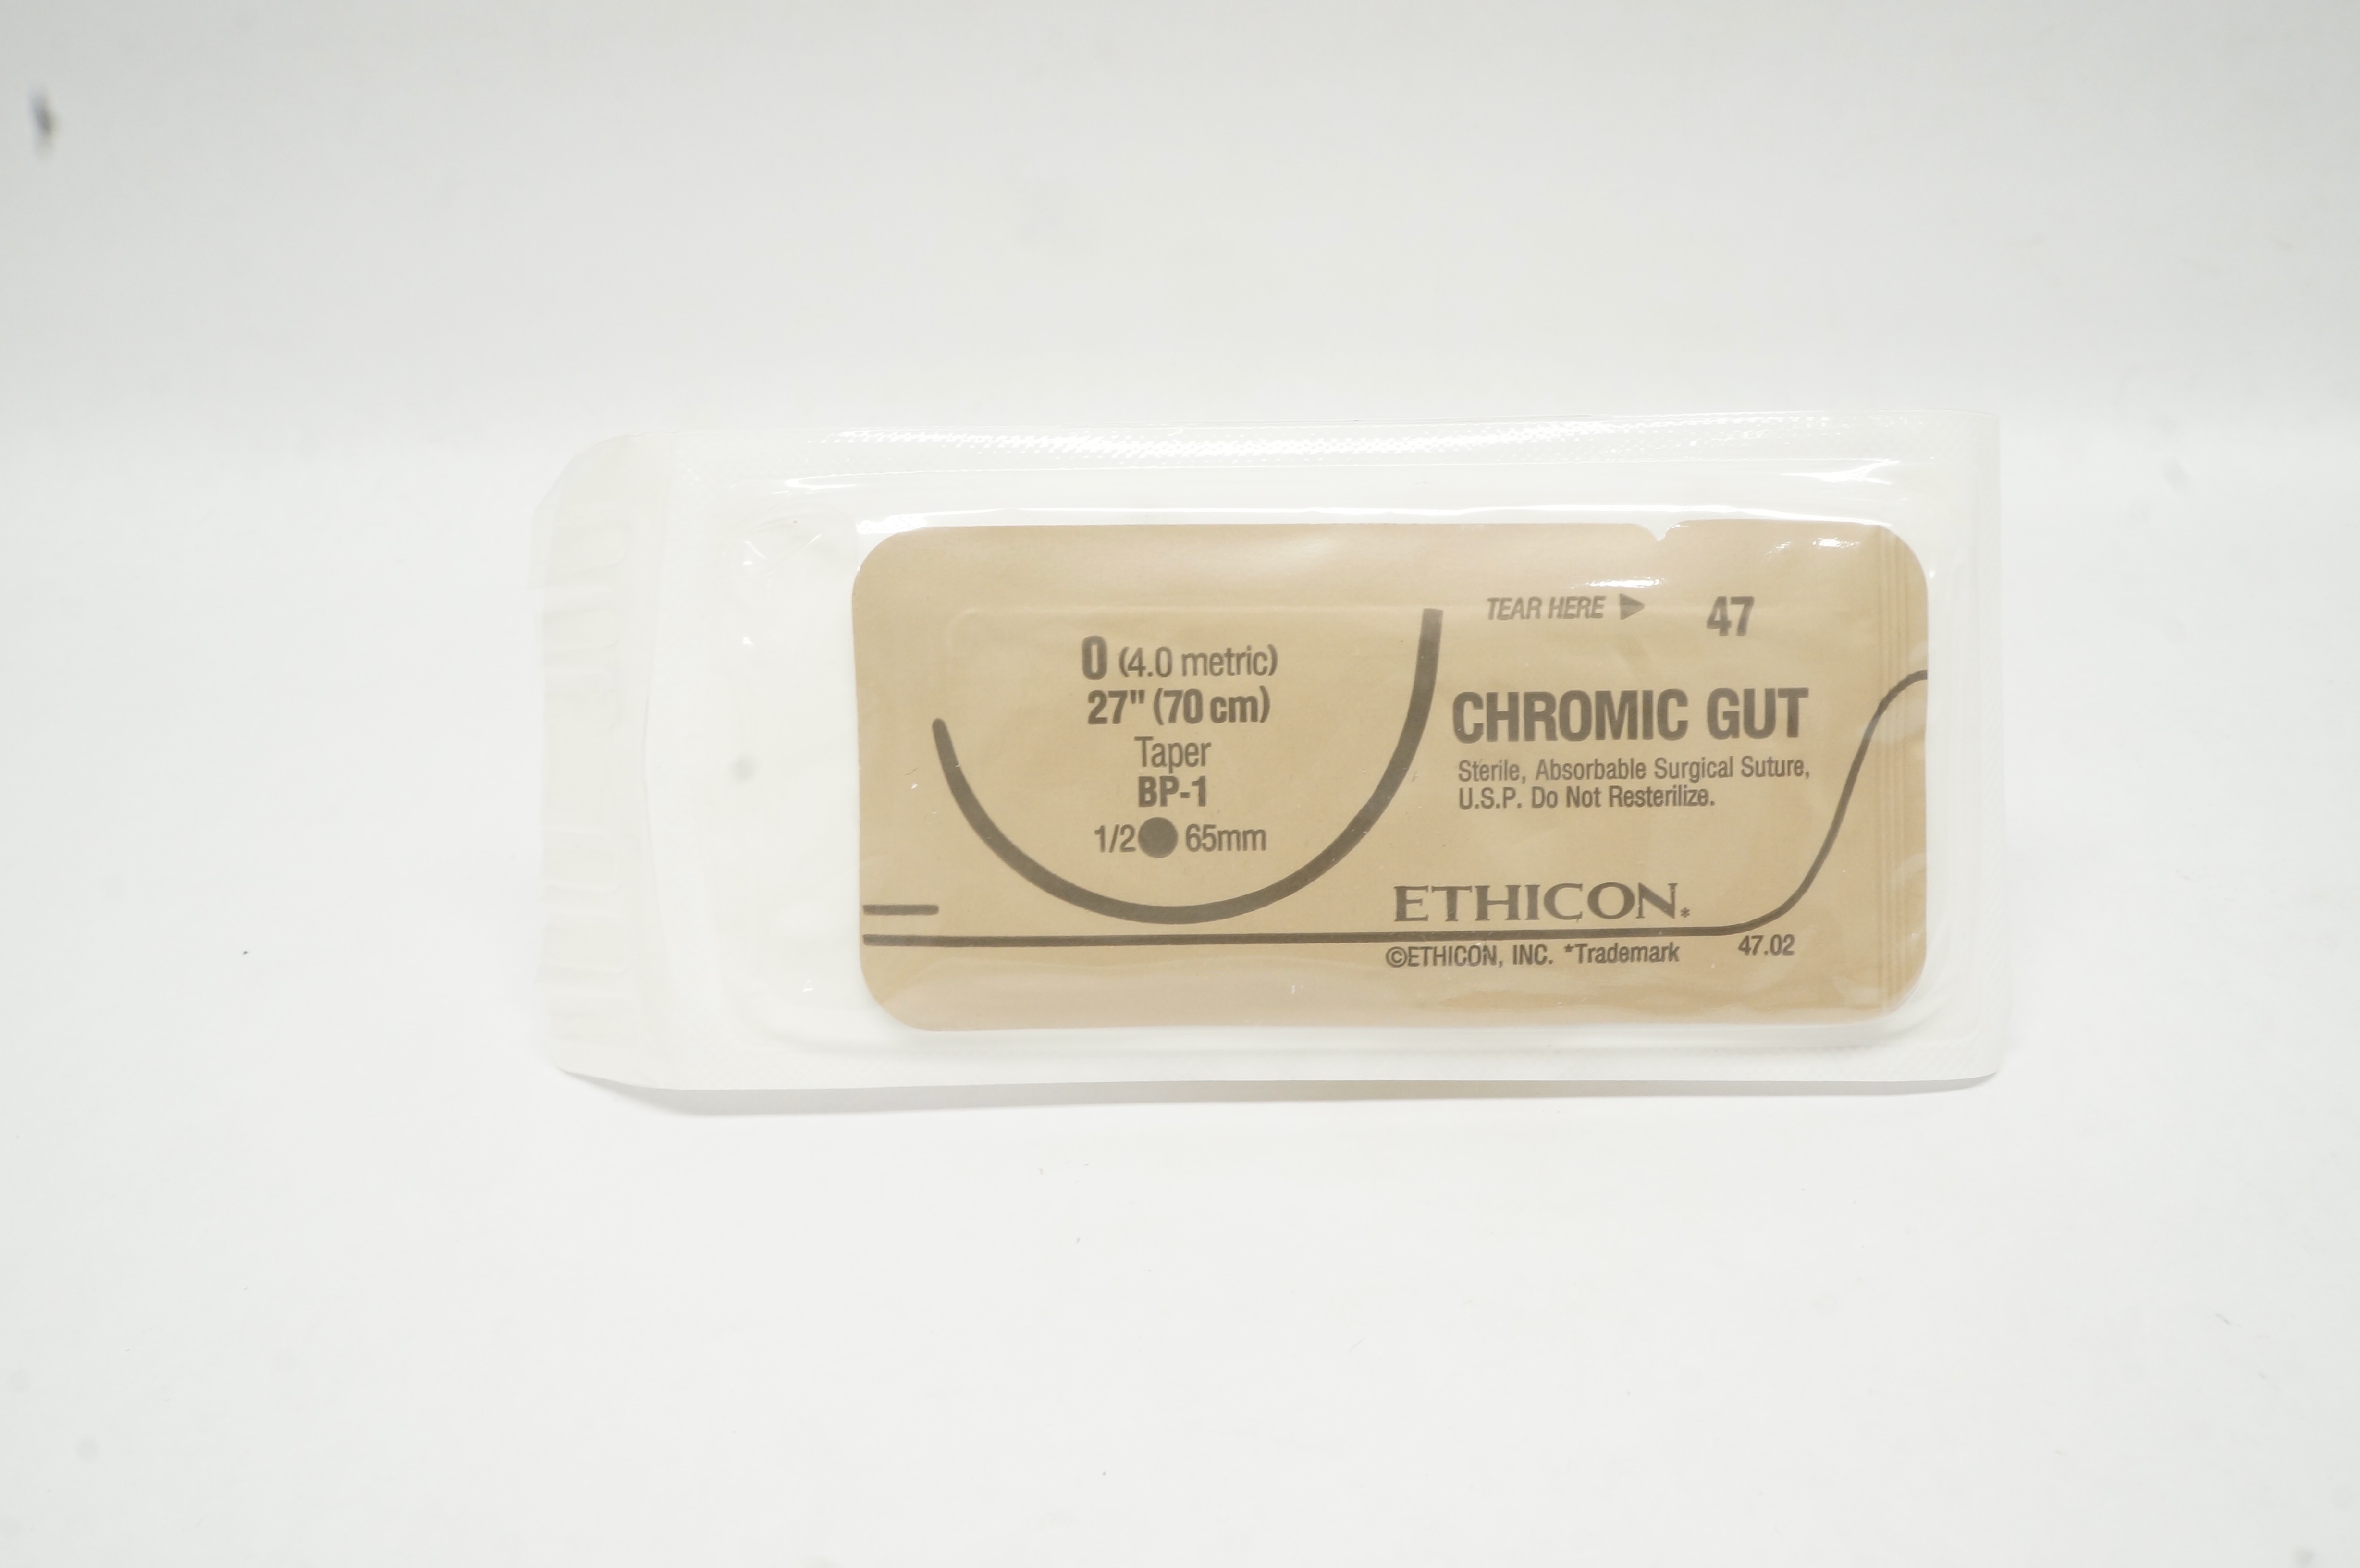 0 (4.0 metric)
27" (70 cm)
Taper
BP-1
1/2 65mm
TEAR HERE
47
CHROMIC GUT
Sterile, Absorbable Surgical Suture,
U.S.P. Do Not Resterilize.
ETHICON*
©ETHICON, INC. *Trademark
47.02